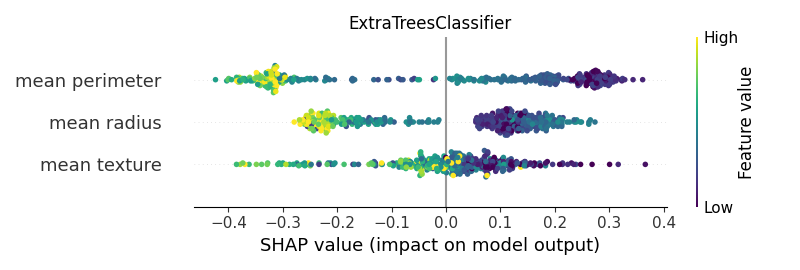 ExtraTreesClassifier
High
mean perimeter
mean radius
mean texture
Feature value
Low
−0.4 −0.3 −0.2 −0.1 0.0 0.1 0.2 0.3 0.4
SHAP value (impact on model output)